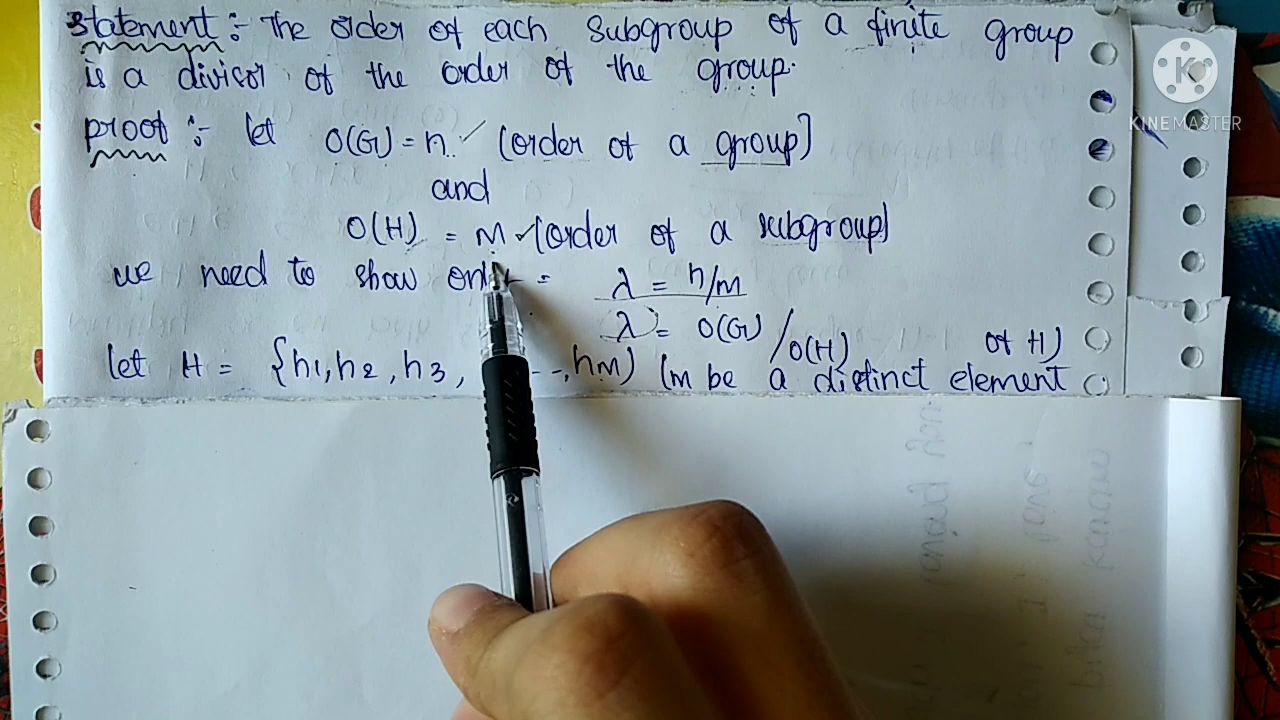 Statement :- The order of each subgroup of a finite group
is a divisor of the order of the group.
proof :- let O(G) = n (order of a group)
and
O(H) = M (order of a subgroup)
we need to show = λ = n/m
λ = O(G)/O(H)
let H = {h1, h2, h3, ---, hm) (m be a distinct element of H)
KINEMASTER